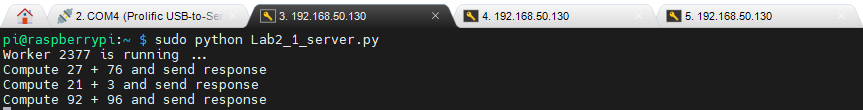 2. COM4 (Prolific USB-to-Ser
3. 192.168.50.130
4. 192.168.50.130
5. 192.168.50.130
pi@raspberrypi:~ $ sudo python Lab2_1_server.py
Worker 2377 is running ...
Compute 27 + 76 and send response
Compute 21 + 3 and send response
Compute 92 + 96 and send response